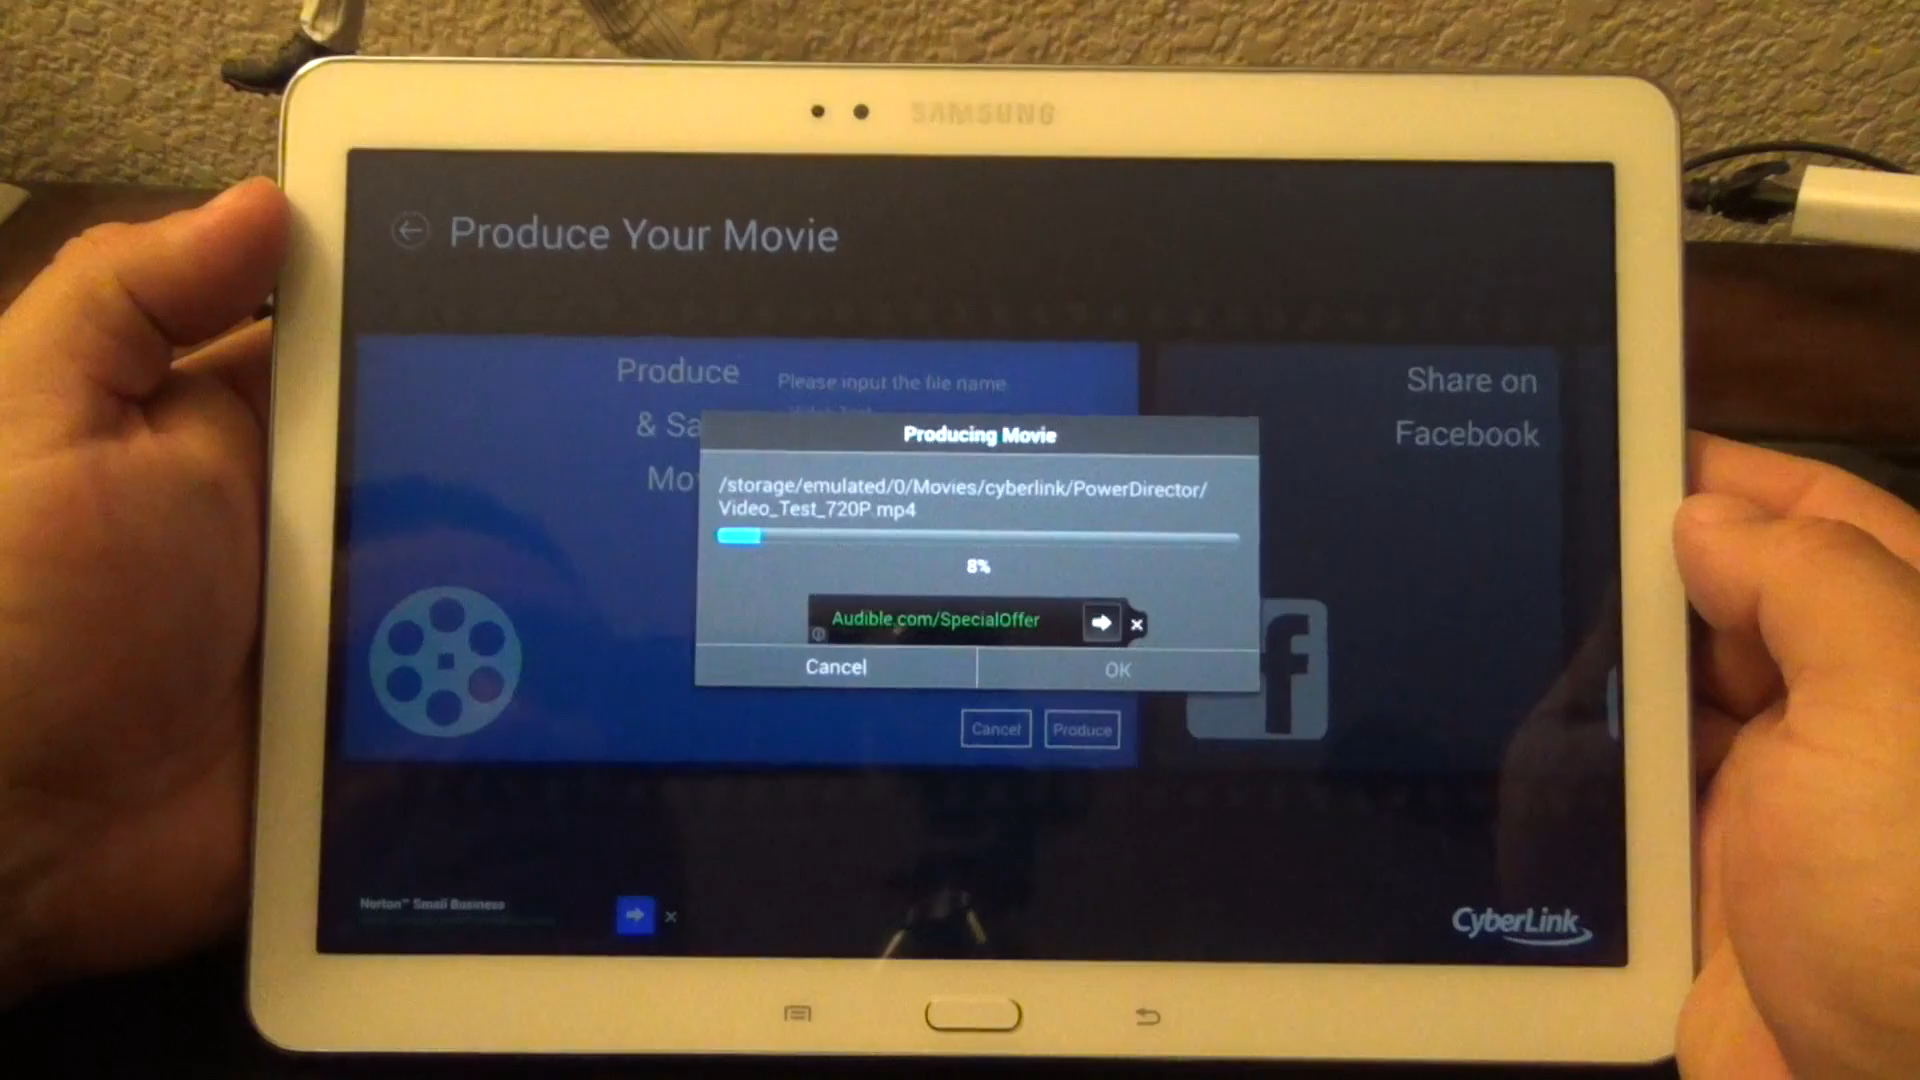 SAMSUNG
Produce Your Movie
Produce
& Sa
Mo
Please input the file name
Share on
Facebook
Producing Movie
/storage/emulated/0/Movies/cyberlink/PowerDirector/
Video_Test_720P.mp4
8%
Audible.com/SpecialOffer
Cancel
OK
Cancel
Produce
Norton™ Small Business
CyberLink